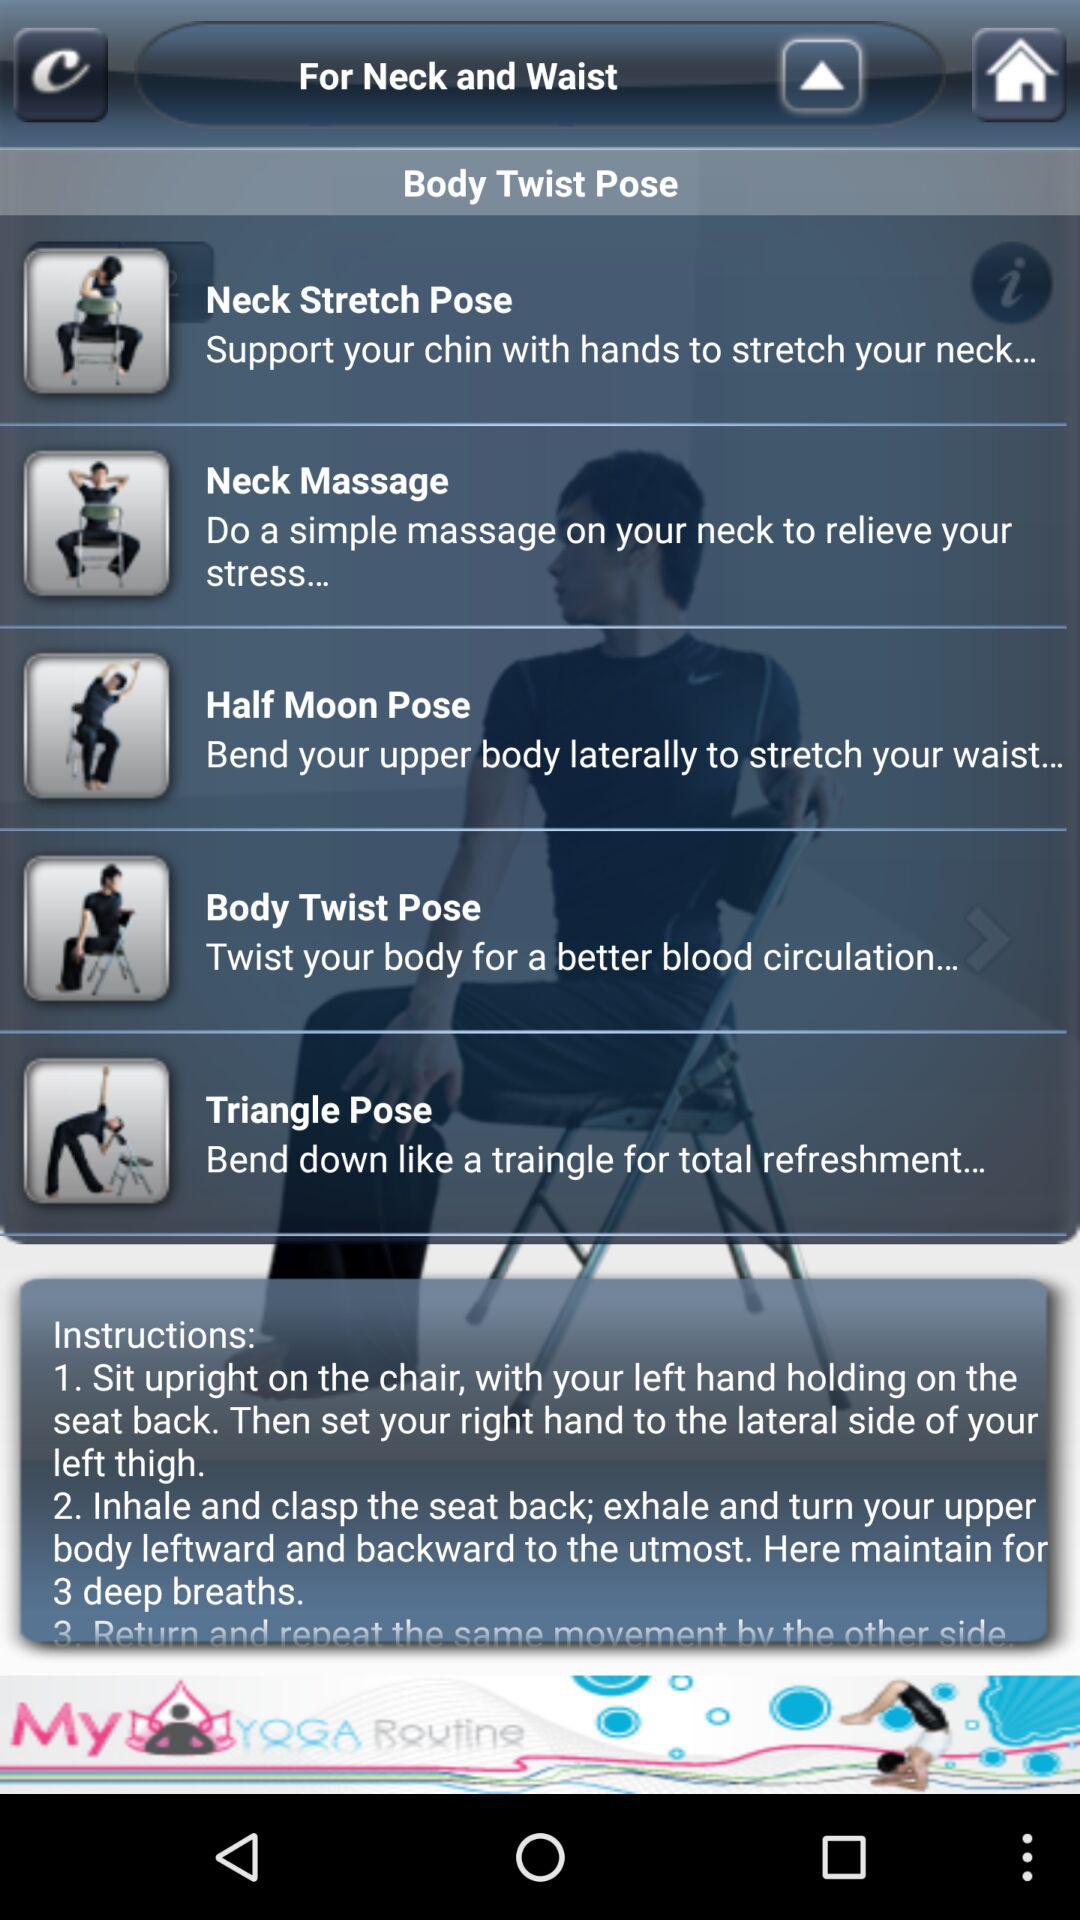 For Neck and Waist
Body Twist Pose
2
i
Neck Stretch Pose
Support your chin with hands to stretch your neck...
Neck Massage
Do a simple massage on your neck to relieve your
stress...
Half Moon Pose
Bend your upper body laterally to stretch your waist...
Body Twist Pose
Twist your body for a better blood circulation...
Triangle Pose
Bend down like a traingle for total refreshment...
Instructions:
1. Sit upright on the chair, with your left hand holding on the
seat back. Then set your right hand to the lateral side of your
left thigh.
2. Inhale and clasp the seat back; exhale and turn your upper
body leftward and backward to the utmost. Here maintain for
3 deep breaths.
3. Return and repeat the same movement by the other side.
My YOGA Routine